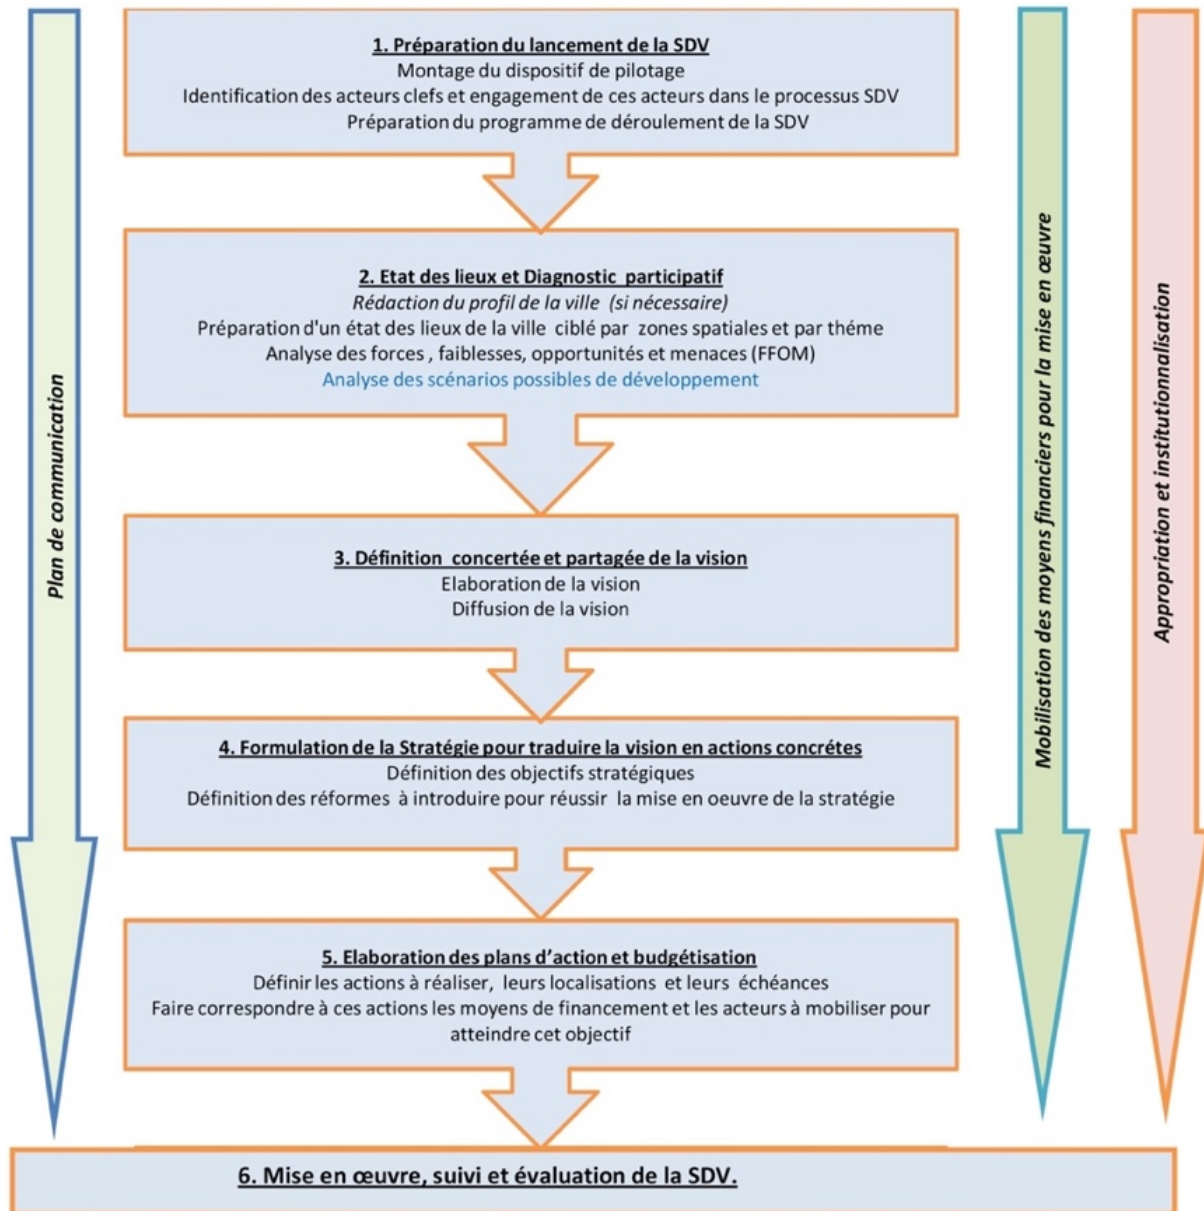 1. Préparation du lancement de la SDV
Montage du dispositif de pilotage
Identification des acteurs clefs et engagement de ces acteurs dans le processus SDV
Préparation du programme de déroulement de la SDV
2. Etat des lieux et Diagnostic participatif
Rédaction du profil de la ville (si nécessaire)
Préparation d'un état des lieux de la ville ciblé par zones spatiales et par théme
Analyse des forces , faiblesses, opportunités et menaces (FFOM)
Analyse des scénarios possibles de développement
3. Définition concertée et partagée de la vision
Elaboration de la vision
Diffusion de la vision
4. Formulation de la Stratégie pour traduire la vision en actions concrétes
Définition des objectifs stratégiques
Définition des réformes à introduire pour réussir la mise en oeuvre de la stratégie
5. Elaboration des plans d’action et budgétisation
Définir les actions à réaliser, leurs localisations et leurs échéances
Faire correspondre à ces actions les moyens de financement et les acteurs à mobiliser pour
atteindre cet objectif
6. Mise en œuvre, suivi et évaluation de la SDV.
Plan de communication
Mobilisation des moyens financiers pour la mise en œuvre
Appropriation et institutionnalisation